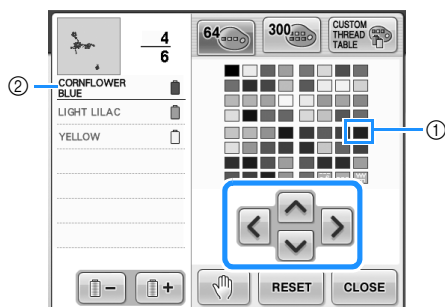 4
6
64
300
CUSTOM
THREAD
TABLE
②
CORNFLOWER
BLUE
LIGHT LILAC
YELLOW
①
−
+
RESET
CLOSE